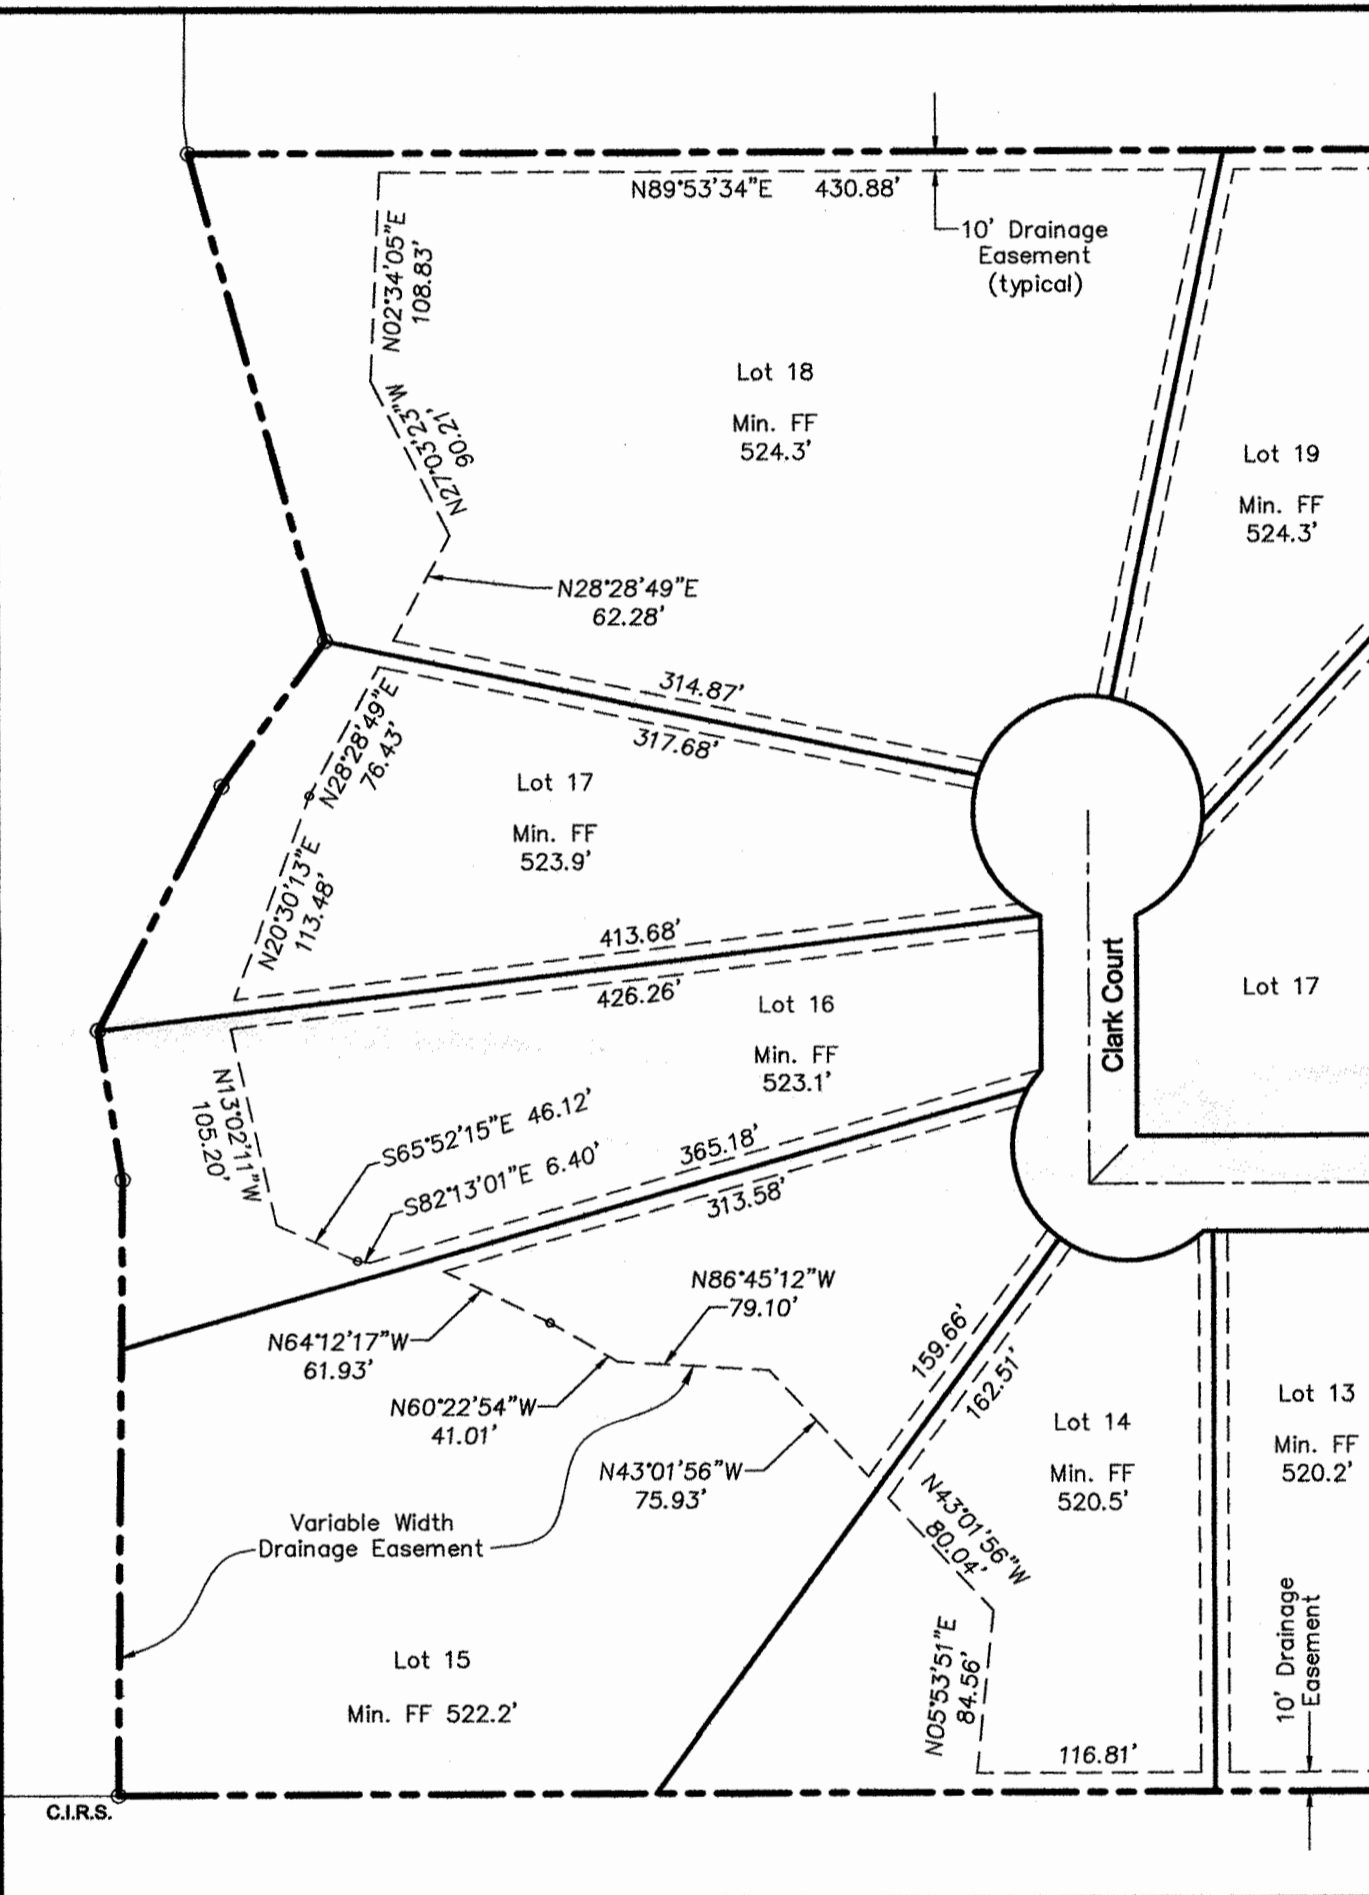 N89°53'34"E 430.88'
10' Drainage
Easement
(typical)
N02°34'05"E
108.83'
Lot 18
Min. FF
524.3'
N27°03'23"W
90.21'
Lot 19
Min. FF
524.3'
N28°28'49"E
62.28'
314.87'
317.68'
N28°28'49"E
76.43'
Lot 17
Min. FF
523.9'
N20°30'13"E
113.48'
413.68'
426.26'
Clark Court
Lot 17
Lot 16
Min. FF
523.1'
N13°02'11"W
105.20'
S65°52'15"E 46.12'
S82°13'01"E 6.40'
365.18'
313.58'
N86°45'12"W
79.10'
N64°12'17"W
61.93'
159.66'
162.51'
N60°22'54"W
41.01'
Lot 13
Min. FF
520.2'
Lot 14
Min. FF
520.5'
N43°01'56"W
75.93'
N43°01'56"W
80.04'
Variable Width
Drainage Easement
N05°53'51"E
84.56'
10' Drainage
Easement
Lot 15
Min. FF 522.2'
116.81'
C.I.R.S.